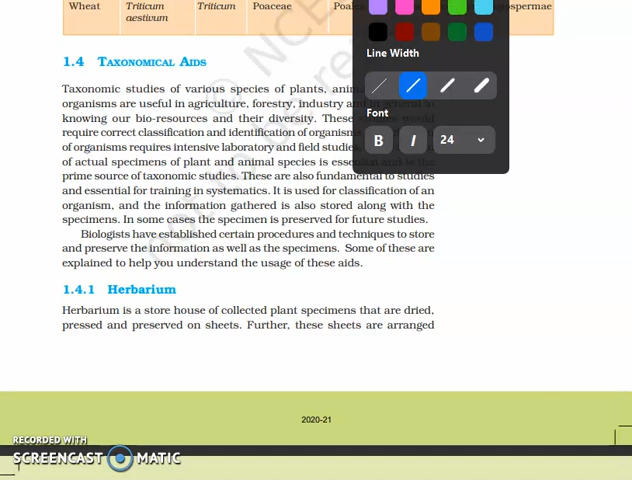 Wheat Triticum aestivum Triticum Poaceae
Line Width
1.4 TAXONOMICAL AIDS
Taxonomic studies of various species of plants,
organisms are useful in agriculture, forestry, industry and in general in
knowing our bio-resources and their diversity. These studies would
require correct classification and identification of organisms.
of organisms requires intensive laboratory and field studies.
of actual specimens of plant and animal species is essential and is the
prime source of taxonomic studies. These are also fundamental to studies
and essential for training in systematics. It is used for classification of an
organism, and the information gathered is also stored along with the
specimens. In some cases the specimen is preserved for future studies.
Font
B I 24
Biologists have established certain procedures and techniques to store
and preserve the information as well as the specimens. Some of these are
explained to help you understand the usage of these aids.
1.4.1 Herbarium
Herbarium is a store house of collected plant specimens that are dried,
pressed and preserved on sheets. Further, these sheets are arranged
2020-21
RECORDED WITH
SCREENCAST MATIC